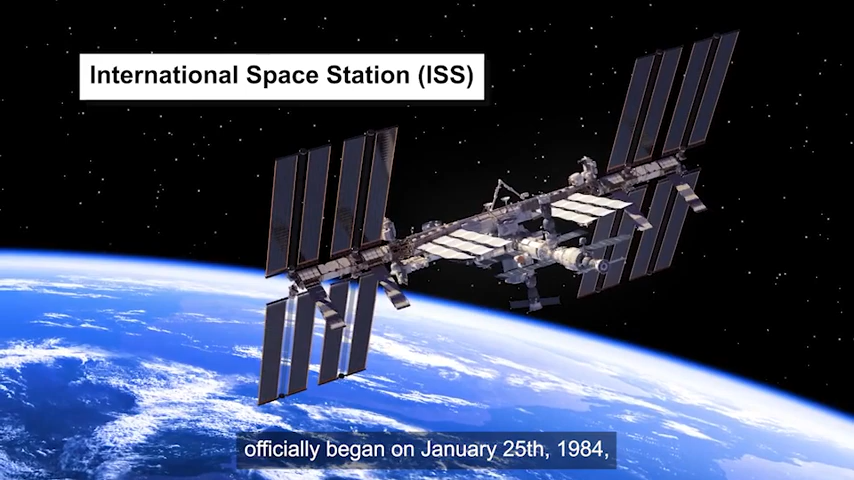 International Space Station (ISS)
officially began on January 25th, 1984,